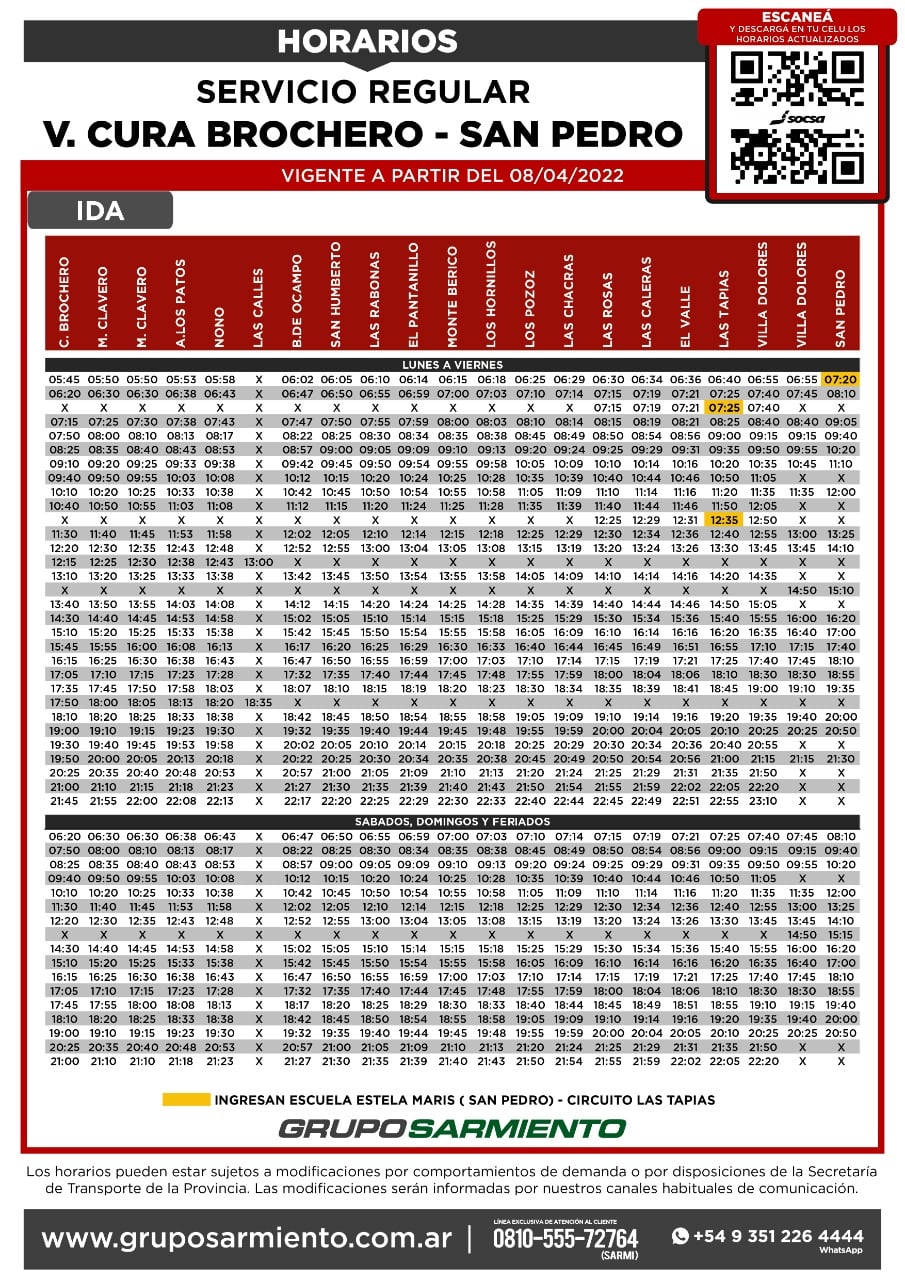 HORARIOS
ESCANEÁ
Y DESCARGÁ EN TU CELU LOS
HORARIOS ACTUALIZADOS
SERVICIO REGULAR
V. CURA BROCHERO - SAN PEDRO
socsa
VIGENTE A PARTIR DEL 08/04/2022
IDA
C. BROCHERO M. CLAVERO M. CLAVERO A.LOS PATOS NONO LAS CALLES B.DE OCAMPO SAN HUMBERTO LAS RABONAS EL PANTANILLO MONTE BERICO LOS HORNILLOS LOS POZOZ LAS CHACRAS LAS ROSAS LAS CALERAS EL VALLE LAS TAPIAS VILLA DOLORES VILLA DOLORES SAN PEDRO
LUNES A VIERNES
05:45 05:50 05:50 05:53 05:58 X 06:02 06:05 06:10 06:14 06:15 06:18 06:25 06:29 06:30 06:34 06:36 06:40 06:55 06:55 07:20
06:20 06:30 06:30 06:38 06:43 X 06:47 06:50 06:55 06:59 07:00 07:03 07:10 07:14 07:15 07:19 07:21 07:25 07:40 07:45 08:10
X X X X X X X X X X X X X X 07:15 07:19 07:21 07:25 07:40 X X
07:15 07:25 07:30 07:38 07:43 X 07:47 07:50 07:55 07:59 08:00 08:03 08:10 08:14 08:15 08:19 08:21 08:25 08:40 08:40 09:05
07:50 08:00 08:10 08:13 08:17 X 08:22 08:25 08:30 08:34 08:35 08:38 08:45 08:49 08:50 08:54 08:56 09:00 09:15 09:15 09:40
08:25 08:35 08:40 08:43 08:53 X 08:57 09:00 09:05 09:09 09:10 09:13 09:20 09:24 09:25 09:29 09:31 09:35 09:50 09:55 10:20
09:10 09:20 09:25 09:33 09:38 X 09:42 09:45 09:50 09:54 09:55 09:58 10:05 10:09 10:10 10:14 10:16 10:20 10:35 10:45 11:10
09:40 09:50 09:55 10:03 10:08 X 10:12 10:15 10:20 10:24 10:25 10:28 10:35 10:39 10:40 10:44 10:46 10:50 11:05 X X
10:10 10:20 10:25 10:33 10:38 X 10:42 10:45 10:50 10:54 10:55 10:58 11:05 11:09 11:10 11:14 11:16 11:20 11:35 11:35 12:00
10:40 10:50 10:55 11:03 11:08 X 11:12 11:15 11:20 11:24 11:25 11:28 11:35 11:39 11:40 11:44 11:46 11:50 12:05 X X
X X X X X X X X X X X X X X 12:25 12:29 12:31 12:35 12:50 X X
11:30 11:40 11:45 11:53 11:58 X 12:02 12:05 12:10 12:14 12:15 12:18 12:25 12:29 12:30 12:34 12:36 12:40 12:55 13:00 13:25
12:20 12:30 12:35 12:43 12:48 X 12:52 12:55 13:00 13:04 13:05 13:08 13:15 13:19 13:20 13:24 13:26 13:30 13:45 13:45 14:10
12:15 12:25 12:30 12:38 12:43 13:00 X X X X X X X X X X X X X X X
13:10 13:20 13:25 13:33 13:38 X 13:42 13:45 13:50 13:54 13:55 13:58 14:05 14:09 14:10 14:14 14:16 14:20 14:35 X X
X X X X X X X X X X X X X X X X X X X 14:50 15:10
13:40 13:50 13:55 14:03 14:08 X 14:12 14:15 14:20 14:24 14:25 14:28 14:35 14:39 14:40 14:44 14:46 14:50 15:05 X X
14:30 14:40 14:45 14:53 14:58 X 15:02 15:05 15:10 15:14 15:15 15:18 15:25 15:29 15:30 15:34 15:36 15:40 15:55 16:00 16:20
15:10 15:20 15:25 15:33 15:38 X 15:42 15:45 15:50 15:54 15:55 15:58 16:05 16:09 16:10 16:14 16:16 16:20 16:35 16:40 17:00
15:45 15:55 16:00 16:08 16:13 X 16:17 16:20 16:25 16:29 16:30 16:33 16:40 16:44 16:45 16:49 16:51 16:55 17:10 17:15 17:40
16:15 16:25 16:30 16:38 16:43 X 16:47 16:50 16:55 16:59 17:00 17:03 17:10 17:14 17:15 17:19 17:21 17:25 17:40 17:45 18:10
17:05 17:10 17:15 17:23 17:28 X 17:32 17:35 17:40 17:44 17:45 17:48 17:55 17:59 18:00 18:04 18:06 18:10 18:30 18:30 18:55
17:35 17:45 17:50 17:58 18:03 X 18:07 18:10 18:15 18:19 18:20 18:23 18:30 18:34 18:35 18:39 18:41 18:45 19:00 19:10 19:35
17:50 18:00 18:05 18:13 18:20 18:35 X X X X X X X X X X X X X X X
18:10 18:20 18:25 18:33 18:38 X 18:42 18:45 18:50 18:54 18:55 18:58 19:05 19:09 19:10 19:14 19:16 19:20 19:35 19:40 20:00
19:00 19:10 19:15 19:23 19:30 X 19:32 19:35 19:40 19:44 19:45 19:48 19:55 19:59 20:00 20:04 20:05 20:10 20:25 20:25 20:50
19:30 19:40 19:45 19:53 19:58 X 20:02 20:05 20:10 20:14 20:15 20:18 20:25 20:29 20:30 20:34 20:36 20:40 20:55 X X
19:50 20:00 20:05 20:13 20:18 X 20:22 20:25 20:30 20:34 20:35 20:38 20:45 20:49 20:50 20:54 20:56 21:00 21:15 21:15 21:30
20:25 20:35 20:40 20:48 20:53 X 20:57 21:00 21:05 21:09 21:10 21:13 21:20 21:24 21:25 21:29 21:31 21:35 21:50 X X
21:00 21:10 21:15 21:18 21:23 X 21:27 21:30 21:35 21:39 21:40 21:43 21:50 21:54 21:55 21:59 22:02 22:05 22:20 X X
21:45 21:55 22:00 22:08 22:13 X 22:17 22:20 22:25 22:29 22:30 22:33 22:40 22:44 22:45 22:49 22:51 22:55 23:10 X X
SABADOS, DOMINGOS Y FERIADOS
06:20 06:30 06:30 06:38 06:43 X 06:47 06:50 06:55 06:59 07:00 07:03 07:10 07:14 07:15 07:19 07:21 07:25 07:40 07:45 08:10
07:50 08:00 08:10 08:13 08:17 X 08:22 08:25 08:30 08:34 08:35 08:38 08:45 08:49 08:50 08:54 08:56 09:00 09:15 09:15 09:40
08:25 08:35 08:40 08:43 08:53 X 08:57 09:00 09:05 09:09 09:10 09:13 09:20 09:24 09:25 09:29 09:31 09:35 09:50 09:55 10:20
09:40 09:50 09:55 10:03 10:08 X 10:12 10:15 10:20 10:24 10:25 10:28 10:35 10:39 10:40 10:44 10:46 10:50 11:05 X X
10:10 10:20 10:25 10:33 10:38 X 10:42 10:45 10:50 10:54 10:55 10:58 11:05 11:09 11:10 11:14 11:16 11:20 11:35 11:35 12:00
11:30 11:40 11:45 11:53 11:58 X 12:02 12:05 12:10 12:14 12:15 12:18 12:25 12:29 12:30 12:34 12:36 12:40 12:55 13:00 13:25
12:20 12:30 12:35 12:43 12:48 X 12:52 12:55 13:00 13:04 13:05 13:08 13:15 13:19 13:20 13:24 13:26 13:30 13:45 13:45 14:10
X X X X X X X X X X X X X X X X X X X 14:50 15:15
14:30 14:40 14:45 14:53 14:58 X 15:02 15:05 15:10 15:14 15:15 15:18 15:25 15:29 15:30 15:34 15:36 15:40 15:55 16:00 16:20
15:10 15:20 15:25 15:33 15:38 X 15:42 15:45 15:50 15:54 15:55 15:58 16:05 16:09 16:10 16:14 16:16 16:20 16:35 16:40 17:00
16:15 16:25 16:30 16:38 16:43 X 16:47 16:50 16:55 16:59 17:00 17:03 17:10 17:14 17:15 17:19 17:21 17:25 17:40 17:45 18:10
17:05 17:10 17:15 17:23 17:28 X 17:32 17:35 17:40 17:44 17:45 17:48 17:55 17:59 18:00 18:04 18:06 18:10 18:30 18:30 18:55
17:45 17:55 18:00 18:08 18:13 X 18:17 18:20 18:25 18:29 18:30 18:33 18:40 18:44 18:45 18:49 18:51 18:55 19:10 19:15 19:40
18:10 18:20 18:25 18:33 18:38 X 18:42 18:45 18:50 18:54 18:55 18:58 19:05 19:09 19:10 19:14 19:16 19:20 19:35 19:40 20:00
19:00 19:10 19:15 19:23 19:30 X 19:32 19:35 19:40 19:44 19:45 19:48 19:55 19:59 20:00 20:04 20:05 20:10 20:25 20:25 20:50
20:25 20:35 20:40 20:48 20:53 X 20:57 21:00 21:05 21:09 21:10 21:13 21:20 21:24 21:25 21:29 21:31 21:35 21:50 X X
21:00 21:10 21:10 21:18 21:23 X 21:27 21:30 21:35 21:39 21:40 21:43 21:50 21:54 21:55 21:59 22:02 22:05 22:20 X X
INGRESAN ESCUELA ESTELA MARIS ( SAN PEDRO) - CIRCUITO LAS TAPIAS
GRUPOSARMIENTO
Los horarios pueden estar sujetos a modificaciones por comportamientos de demanda o por disposiciones de la Secretaría
de Transporte de la Provincia. Las modificaciones serán informadas por nuestros canales habituales de comunicación.
www.gruposarmiento.com.ar
LÍNEA EXCLUSIVA DE ATENCIÓN AL CLIENTE
0810-555-72764
(SARMI)
+54 9 351 226 4444
WhatsApp